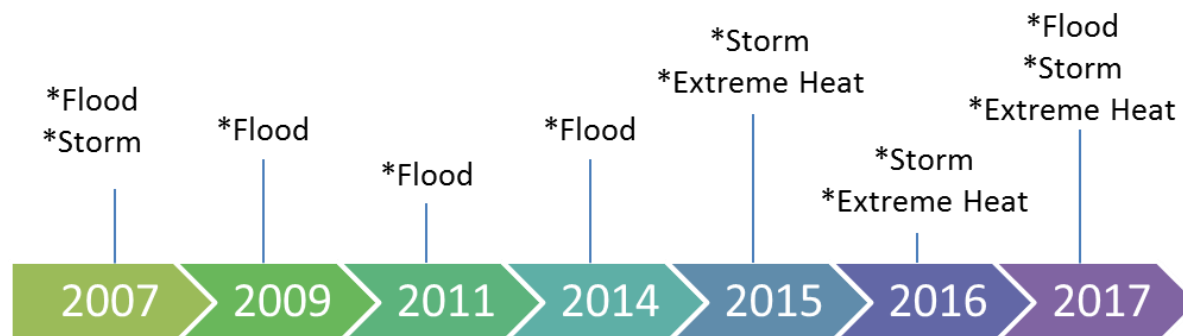 *Flood
*Storm
*Flood
*Flood
*Flood
*Storm
*Extreme Heat
*Storm
*Extreme Heat
*Flood
*Storm
*Extreme Heat
2007
2009
2011
2014
2015
2016
2017